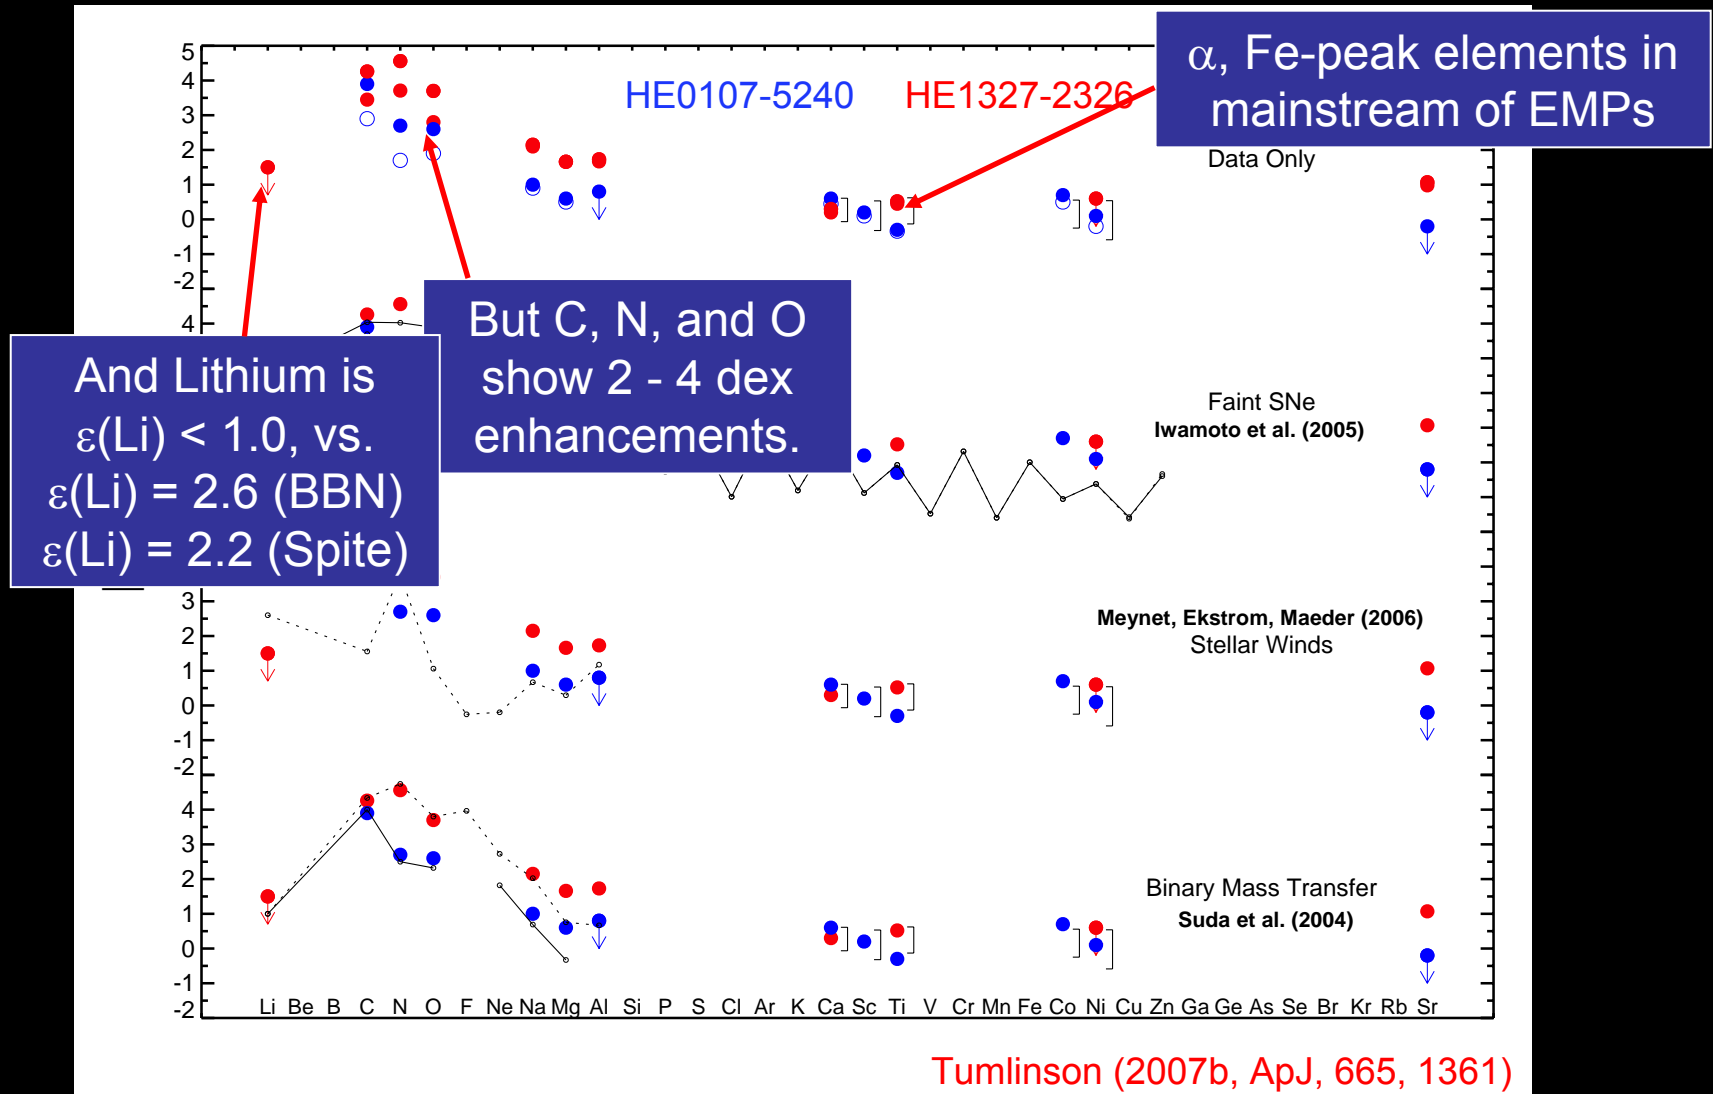 α, Fe-peak elements in
mainstream of EMPs
HE0107-5240 HE1327-2326
Data Only
5
4
3
2
1
0
-1
-2
4
But C, N, and O
show 2 - 4 dex
enhancements.
And Lithium is
ε(Li) < 1.0, vs.
ε(Li) = 2.6 (BBN)
ε(Li) = 2.2 (Spite)
Faint SNe
Iwamoto et al. (2005)
3
2
1
0
-1
-2
Meynet, Ekstrom, Maeder (2006)
Stellar Winds
4
3
2
1
0
-1
-2
Binary Mass Transfer
Suda et al. (2004)
Li Be B C N O F Ne Na Mg Al Si P S Cl Ar K Ca Sc Ti V Cr Mn Fe Co Ni Cu Zn Ga Ge As Se Br Kr Rb Sr
Tumlinson (2007b, ApJ, 665, 1361)